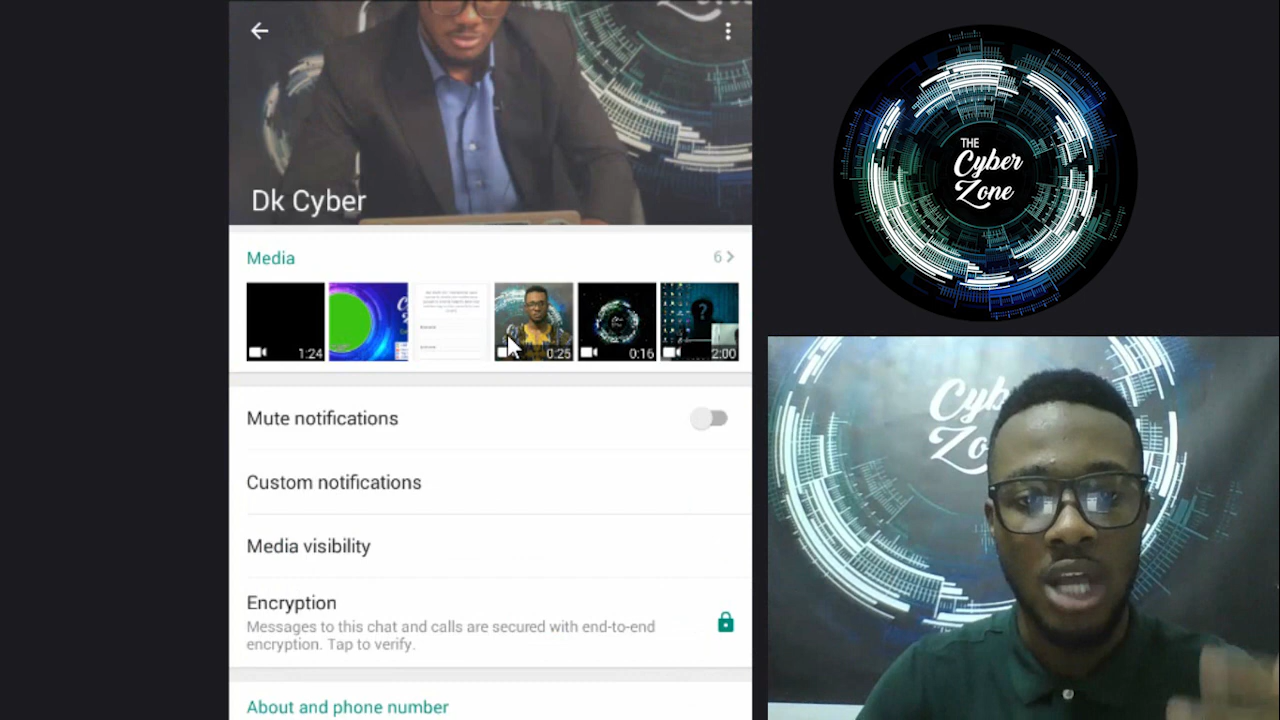 Dk Cyber
Media
6
1:24
0:25
0:16
2:00
Mute notifications
Custom notifications
Media visibility
Encryption
Messages to this chat and calls are secured with end-to-end
encryption. Tap to verify.
About and phone number
THE
Cyber
Zone
Cyb
Zo